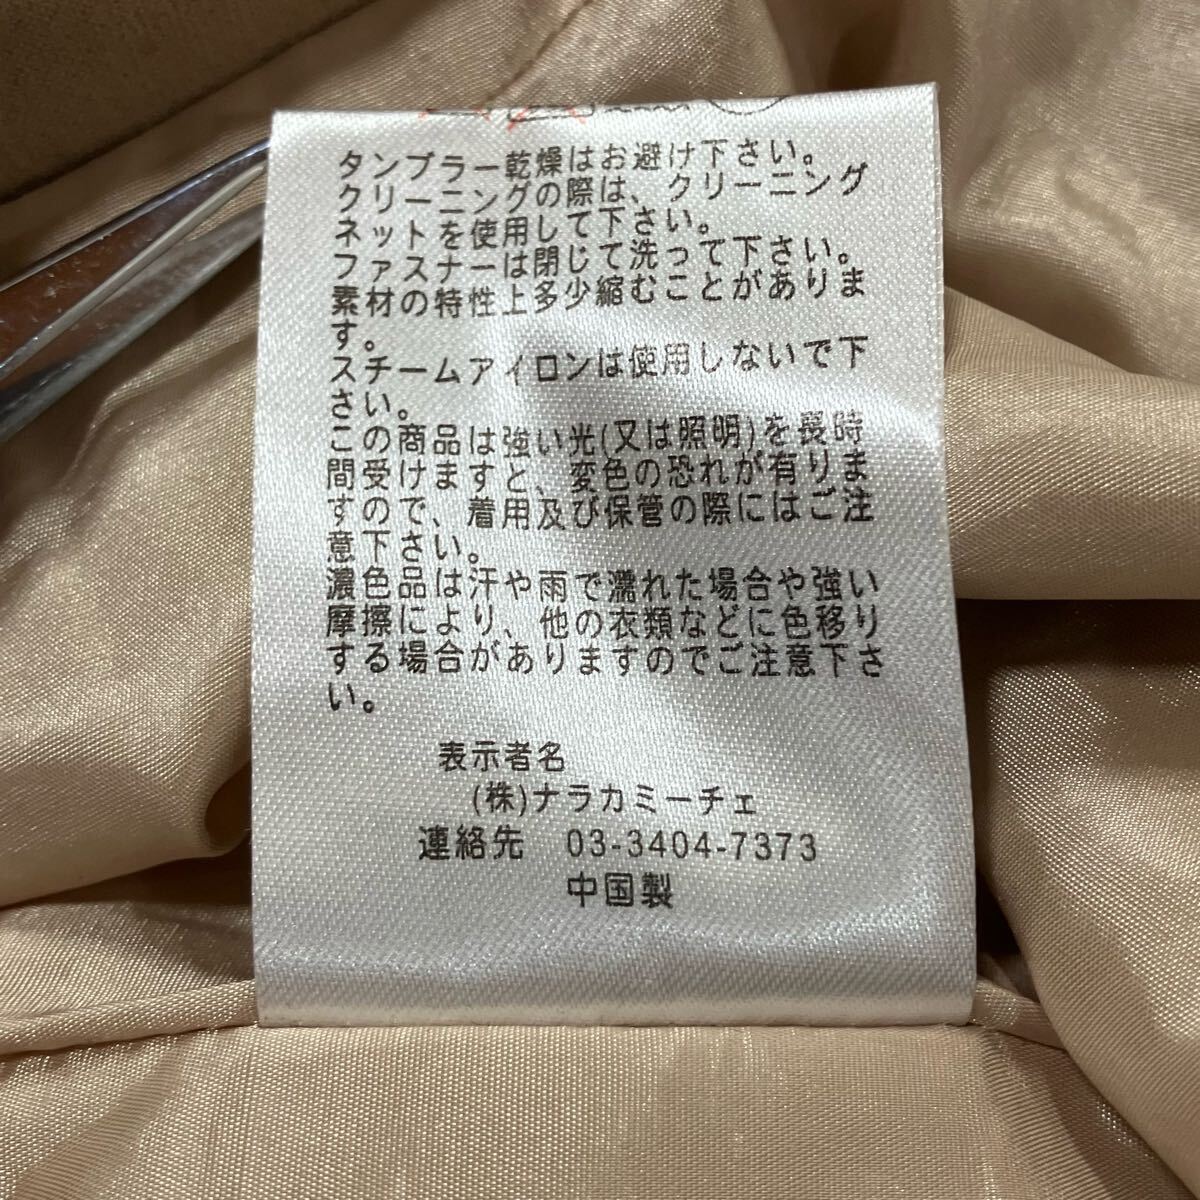 タンブラー乾燥はお避け下さい。
クリーニングの際は、クリーニング
ネットを使用して下さい。
ファスナーは閉じて洗って下さい。
素材の特性上多少縮むことがありま
す。
スチームアイロンは使用しないで下
さい。
この商品は強い光(又は照明)を長時
間受けますと、変色の恐れが有りま
すので、着用及び保管の際にはご注
意下さい。
濃色品は汗や雨で濡れた場合や強い
摩擦により、他の衣類などに色移り
する場合がありますのでご注意下さ
い。
表示者名
(株)ナラカミーチェ
連絡先 03-3404-7373
中国製